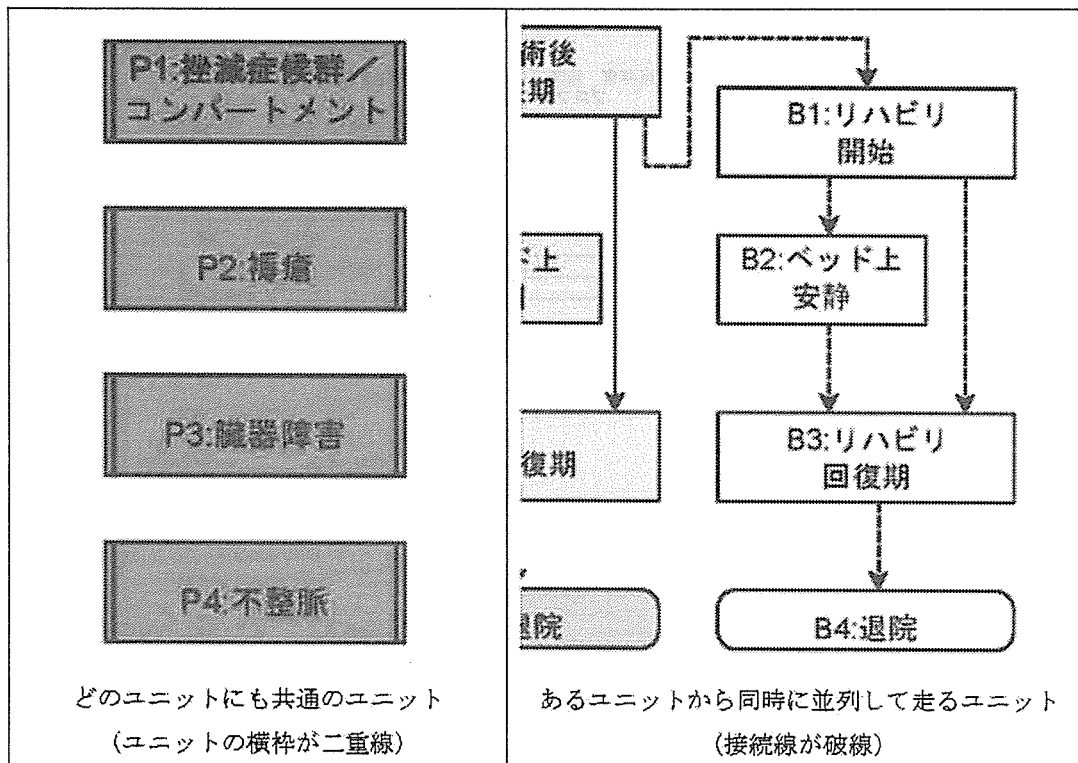 P1:挫滅症候群／
コンパートメント
P2:褥瘡
P3:臓器障害
P4:不整脈
どのユニットにも共通のユニット
(ユニットの横枠が二重線)
術後
期
ド上
復期
退院
B1:リハビリ
開始
B2:ベッド上
安静
B3:リハビリ
回復期
B4:退院
あるユニットから同時に並列して走るユニット
(接続線が破線)